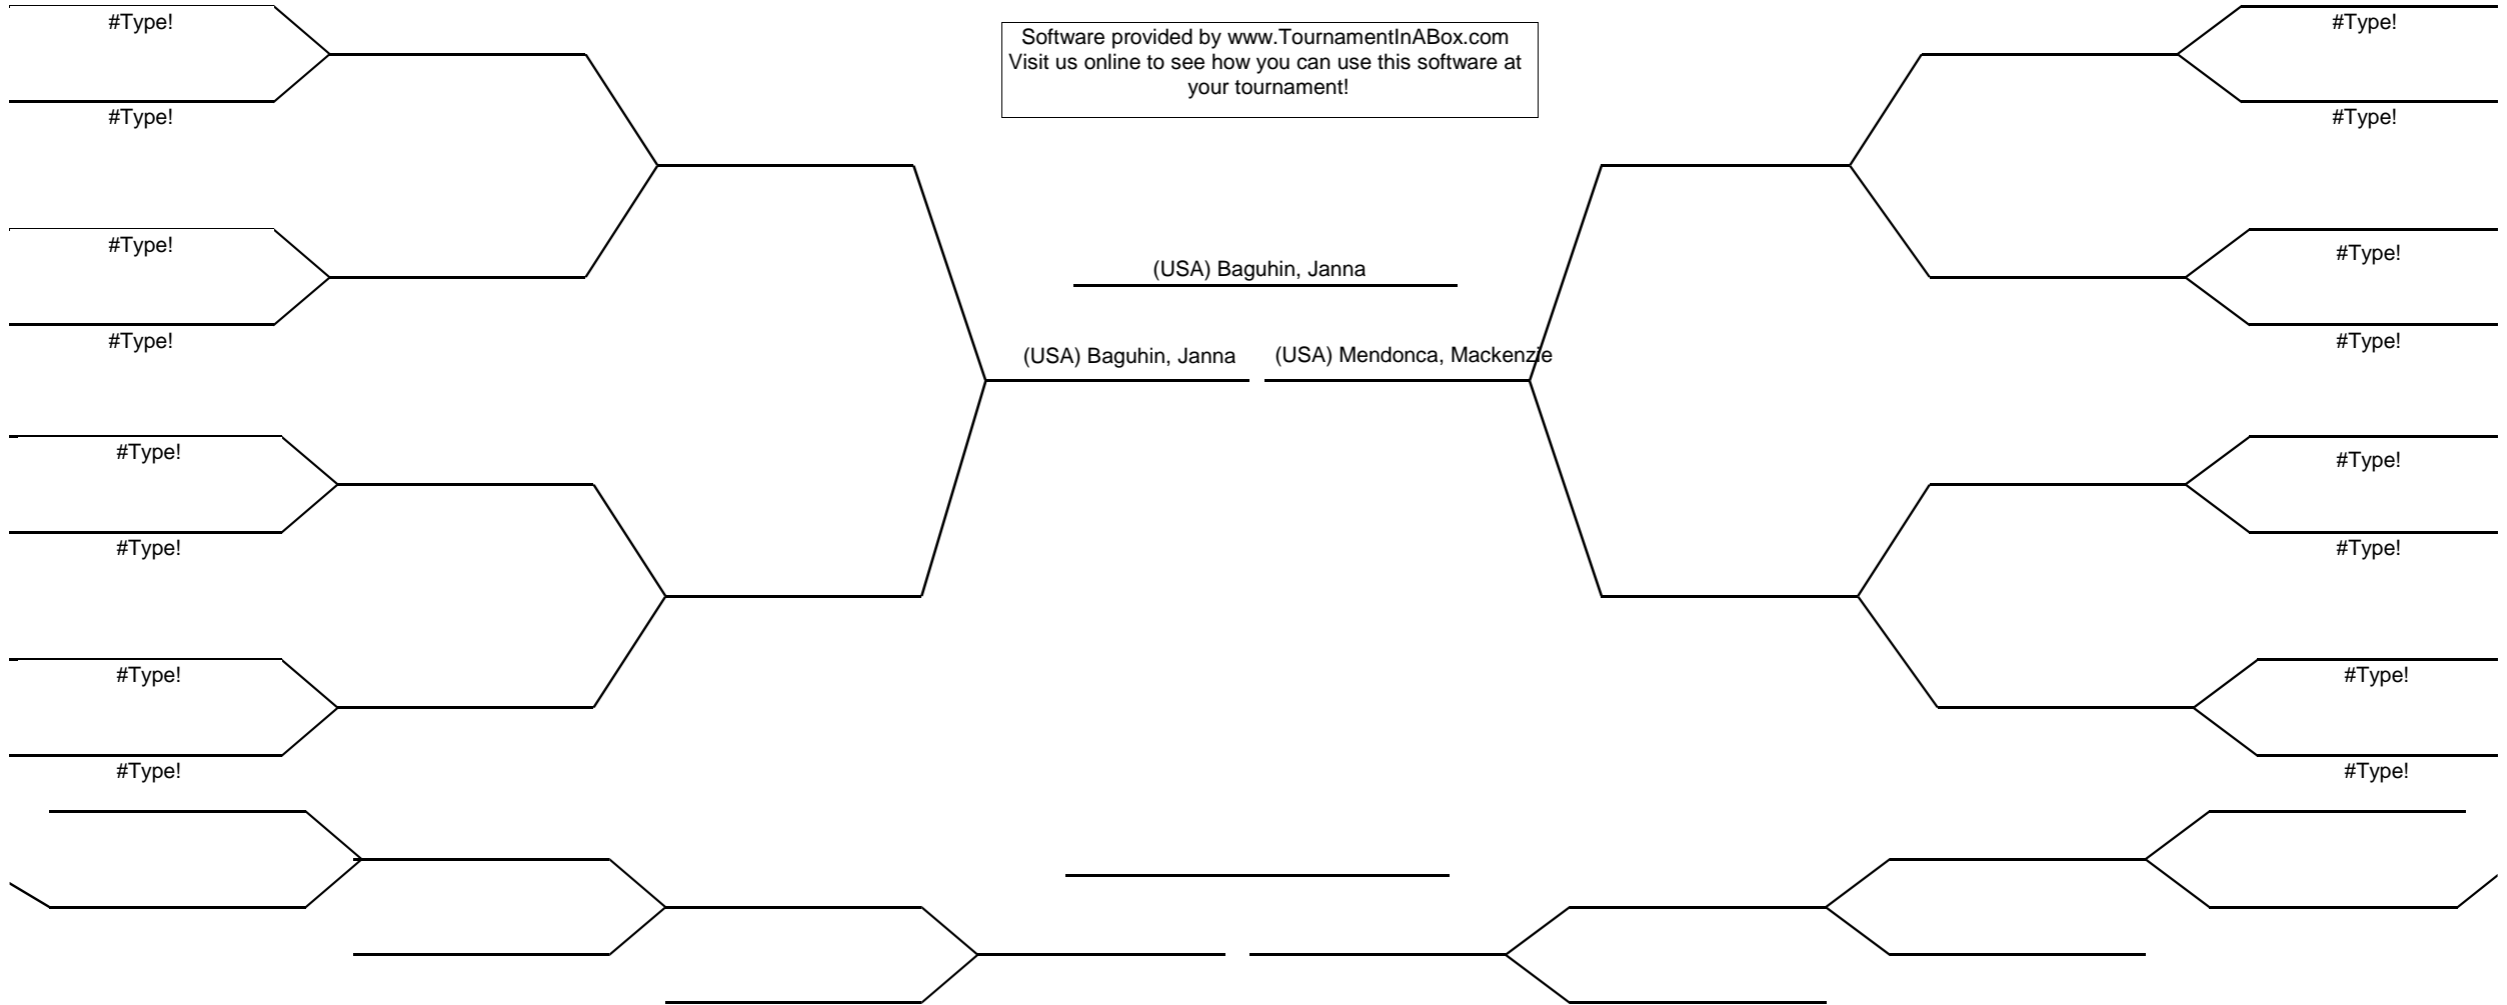 #Type!
#Type!
Software provided by www.TournamentInABox.com
Visit us online to see how you can use this software at
your tournament!
#Type!
#Type!
#Type!
#Type!
(USA) Baguhin, Janna
#Type!
#Type!
(USA) Baguhin, Janna
(USA) Mendonca, Mackenzie
#Type!
#Type!
#Type!
#Type!
#Type!
#Type!
#Type!
#Type!